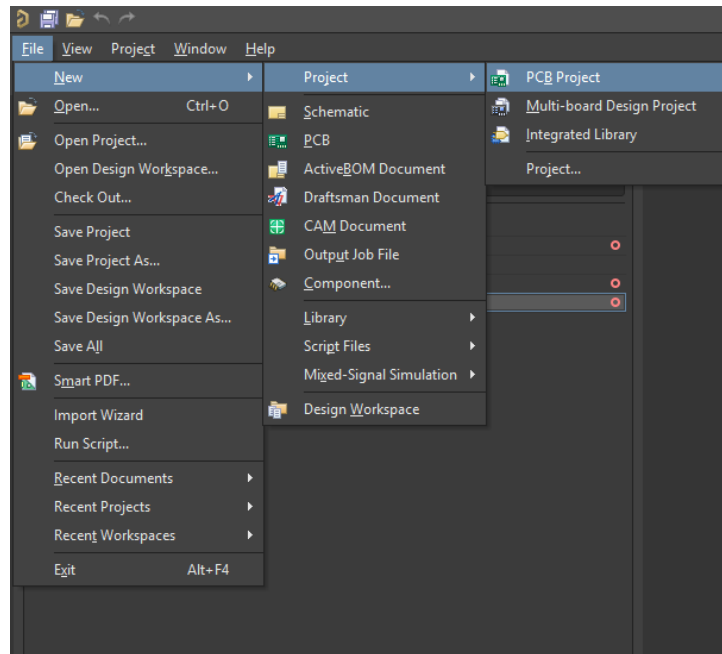 File View Project Window Help
New
Open... Ctrl+O
Open Project...
Open Design Workspace...
Check Out...
Save Project
Save Project As...
Save Design Workspace
Save Design Workspace As...
Save All
Smart PDF...
Import Wizard
Run Script...
Recent Documents
Recent Projects
Recent Workspaces
Exit Alt+F4
Project
Schematic
PCB
ActiveBOM Document
Draftsman Document
CAM Document
Output Job File
Component...
Library
Script Files
Mixed-Signal Simulation
Design Workspace
PCB Project
Multi-board Design Project
Integrated Library
Project...